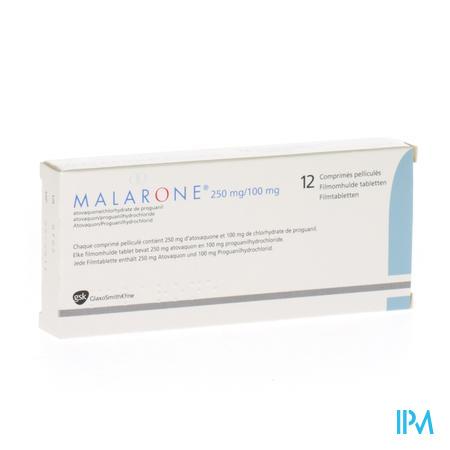 MALARONE® 250 mg/100 mg
atovaquone/chlorhydrate de proguanil
atovaquon/proguanilhydrochloride
Atovaquon/Proguanilhydrochlorid
12 Comprimés pelliculés
Filmomhulde tabletten
Filmtabletten
Chaque comprimé pelliculé contient 250 mg d'atovaquone et 100 mg de chlorhydrate de proguanil.
Elke filmomhulde tablet bevat 250 mg atovaquon en 100 mg proguanilhydrochloride.
Jede Filmtablette enthält 250 mg Atovaquon und 100 mg Proguanilhydrochlorid.
gsk GlaxoSmithKline
IPM